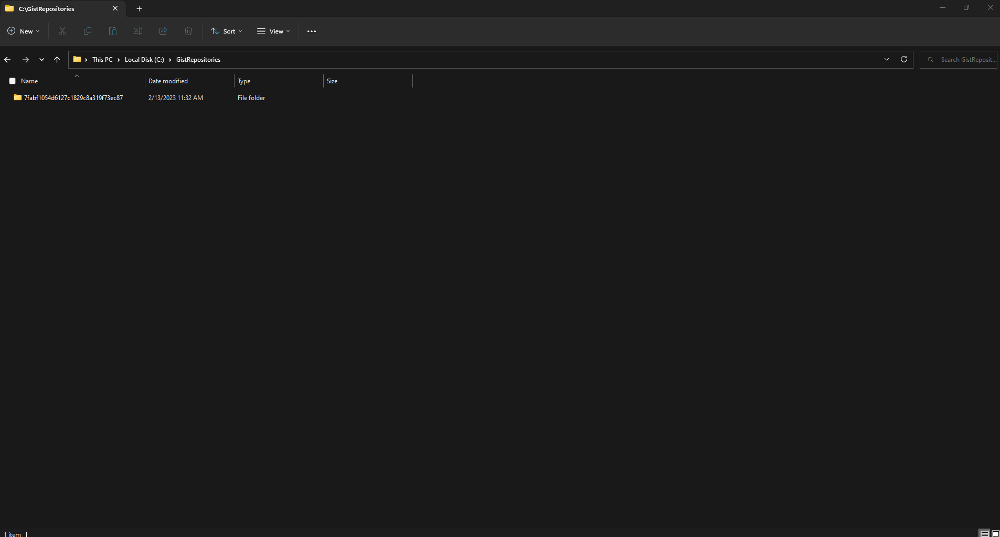 C:\GistRepositories
New
Sort
View
This PC > Local Disk (C:) > GistRepositories
Search GistReposit...
Name Date modified Type Size
7fabf1054d6127c1829c8a319f73ec87 2/13/2023 11:32 AM File folder
1 item